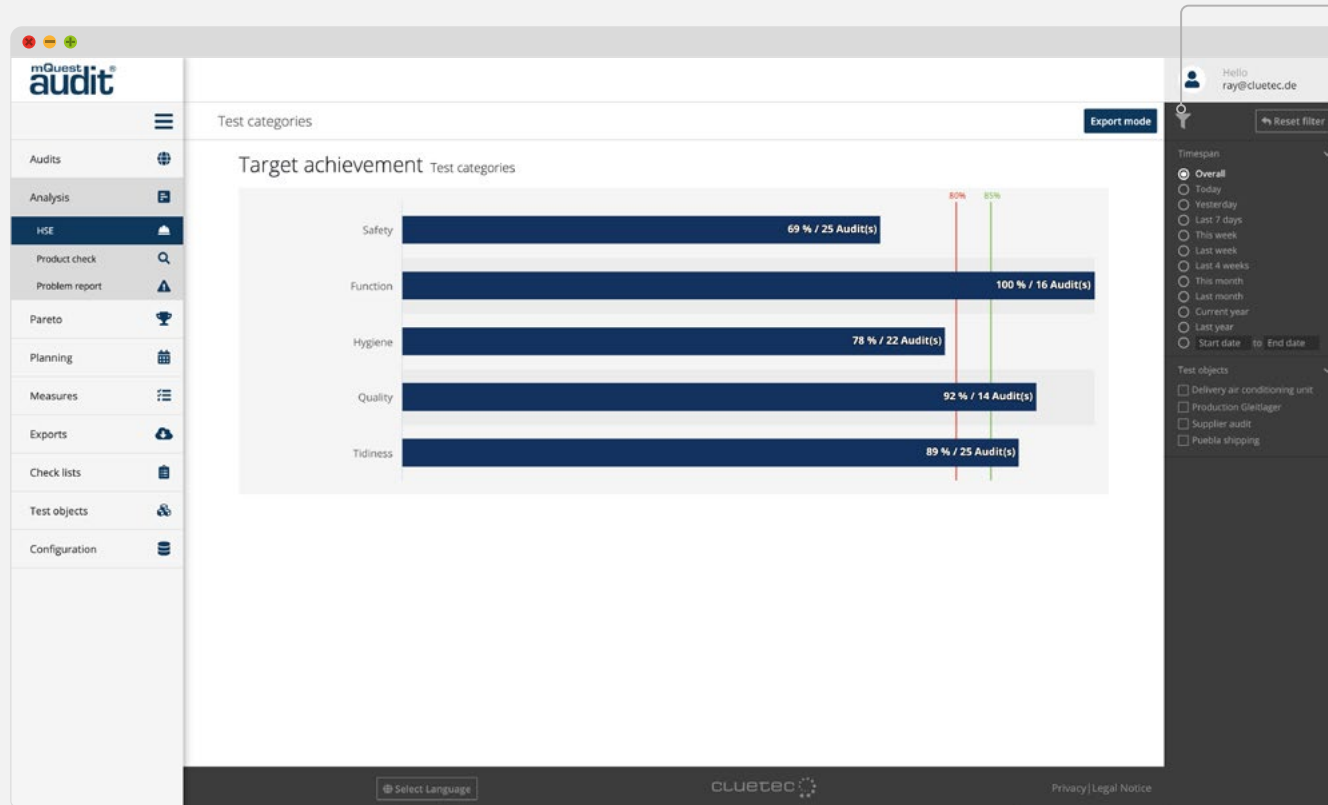 mQuest®
audit
Hello
ray@cluetec.de
Test categories
Export mode
Reset filter
Audits
Analysis
HSE
Product check
Problem report
Pareto
Planning
Measures
Exports
Check lists
Test objects
Configuration
Target achievement Test categories
80% 85%
Safety 69 % / 25 Audit(s)
Function 100 % / 16 Audit(s)
Hygiene 78 % / 22 Audit(s)
Quality 92 % / 14 Audit(s)
Tidiness 89 % / 25 Audit(s)
Timespan
Overall
Today
Yesterday
Last 7 days
This week
Last week
Last 4 weeks
This month
Last month
Current year
Last year
Start date to End date
Test objects
Delivery air conditioning unit
Production Gleitlager
Supplier audit
Puebla shipping
Select Language
cluetec
Privacy|Legal Notice